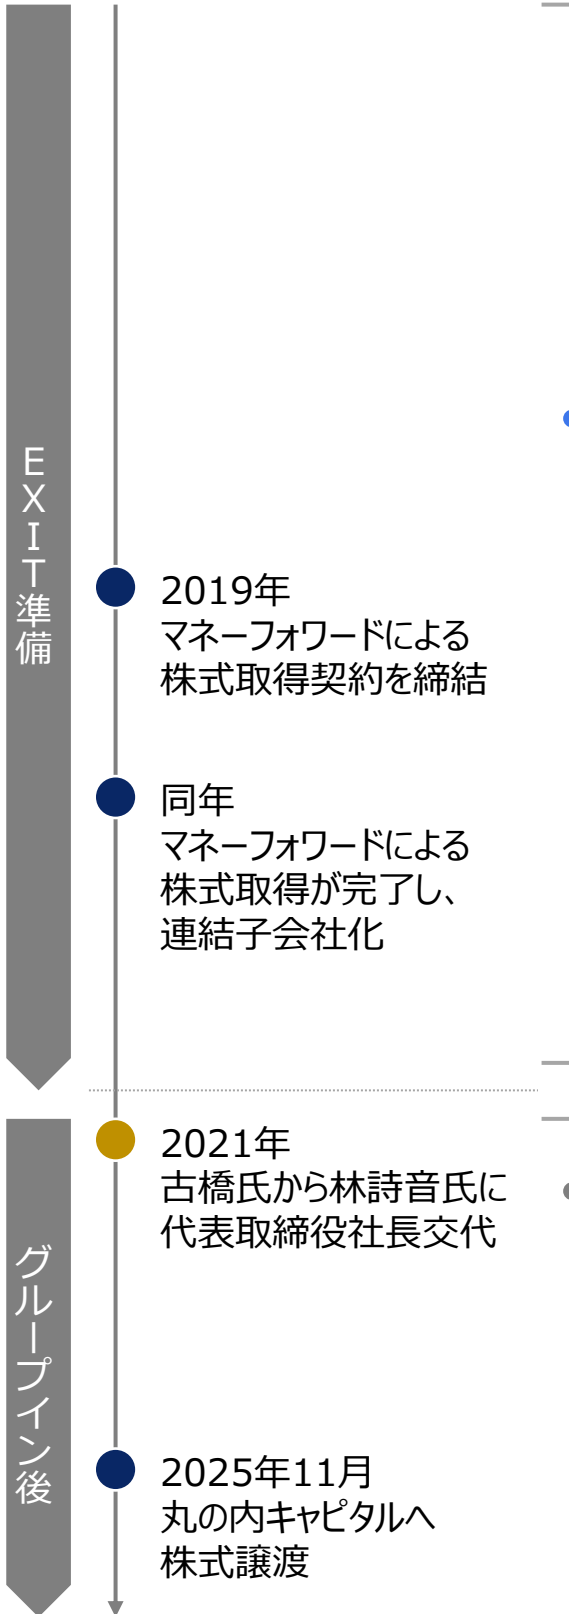 EXIT準備
2019年
マネーフォワードによる
株式取得契約を締結
同年
マネーフォワードによる
株式取得が完了し、
連結子会社化
グループイン後
2021年
古橋氏から林詩音氏に
代表取締役社長交代
2025年11月
丸の内キャピタルへ
株式譲渡